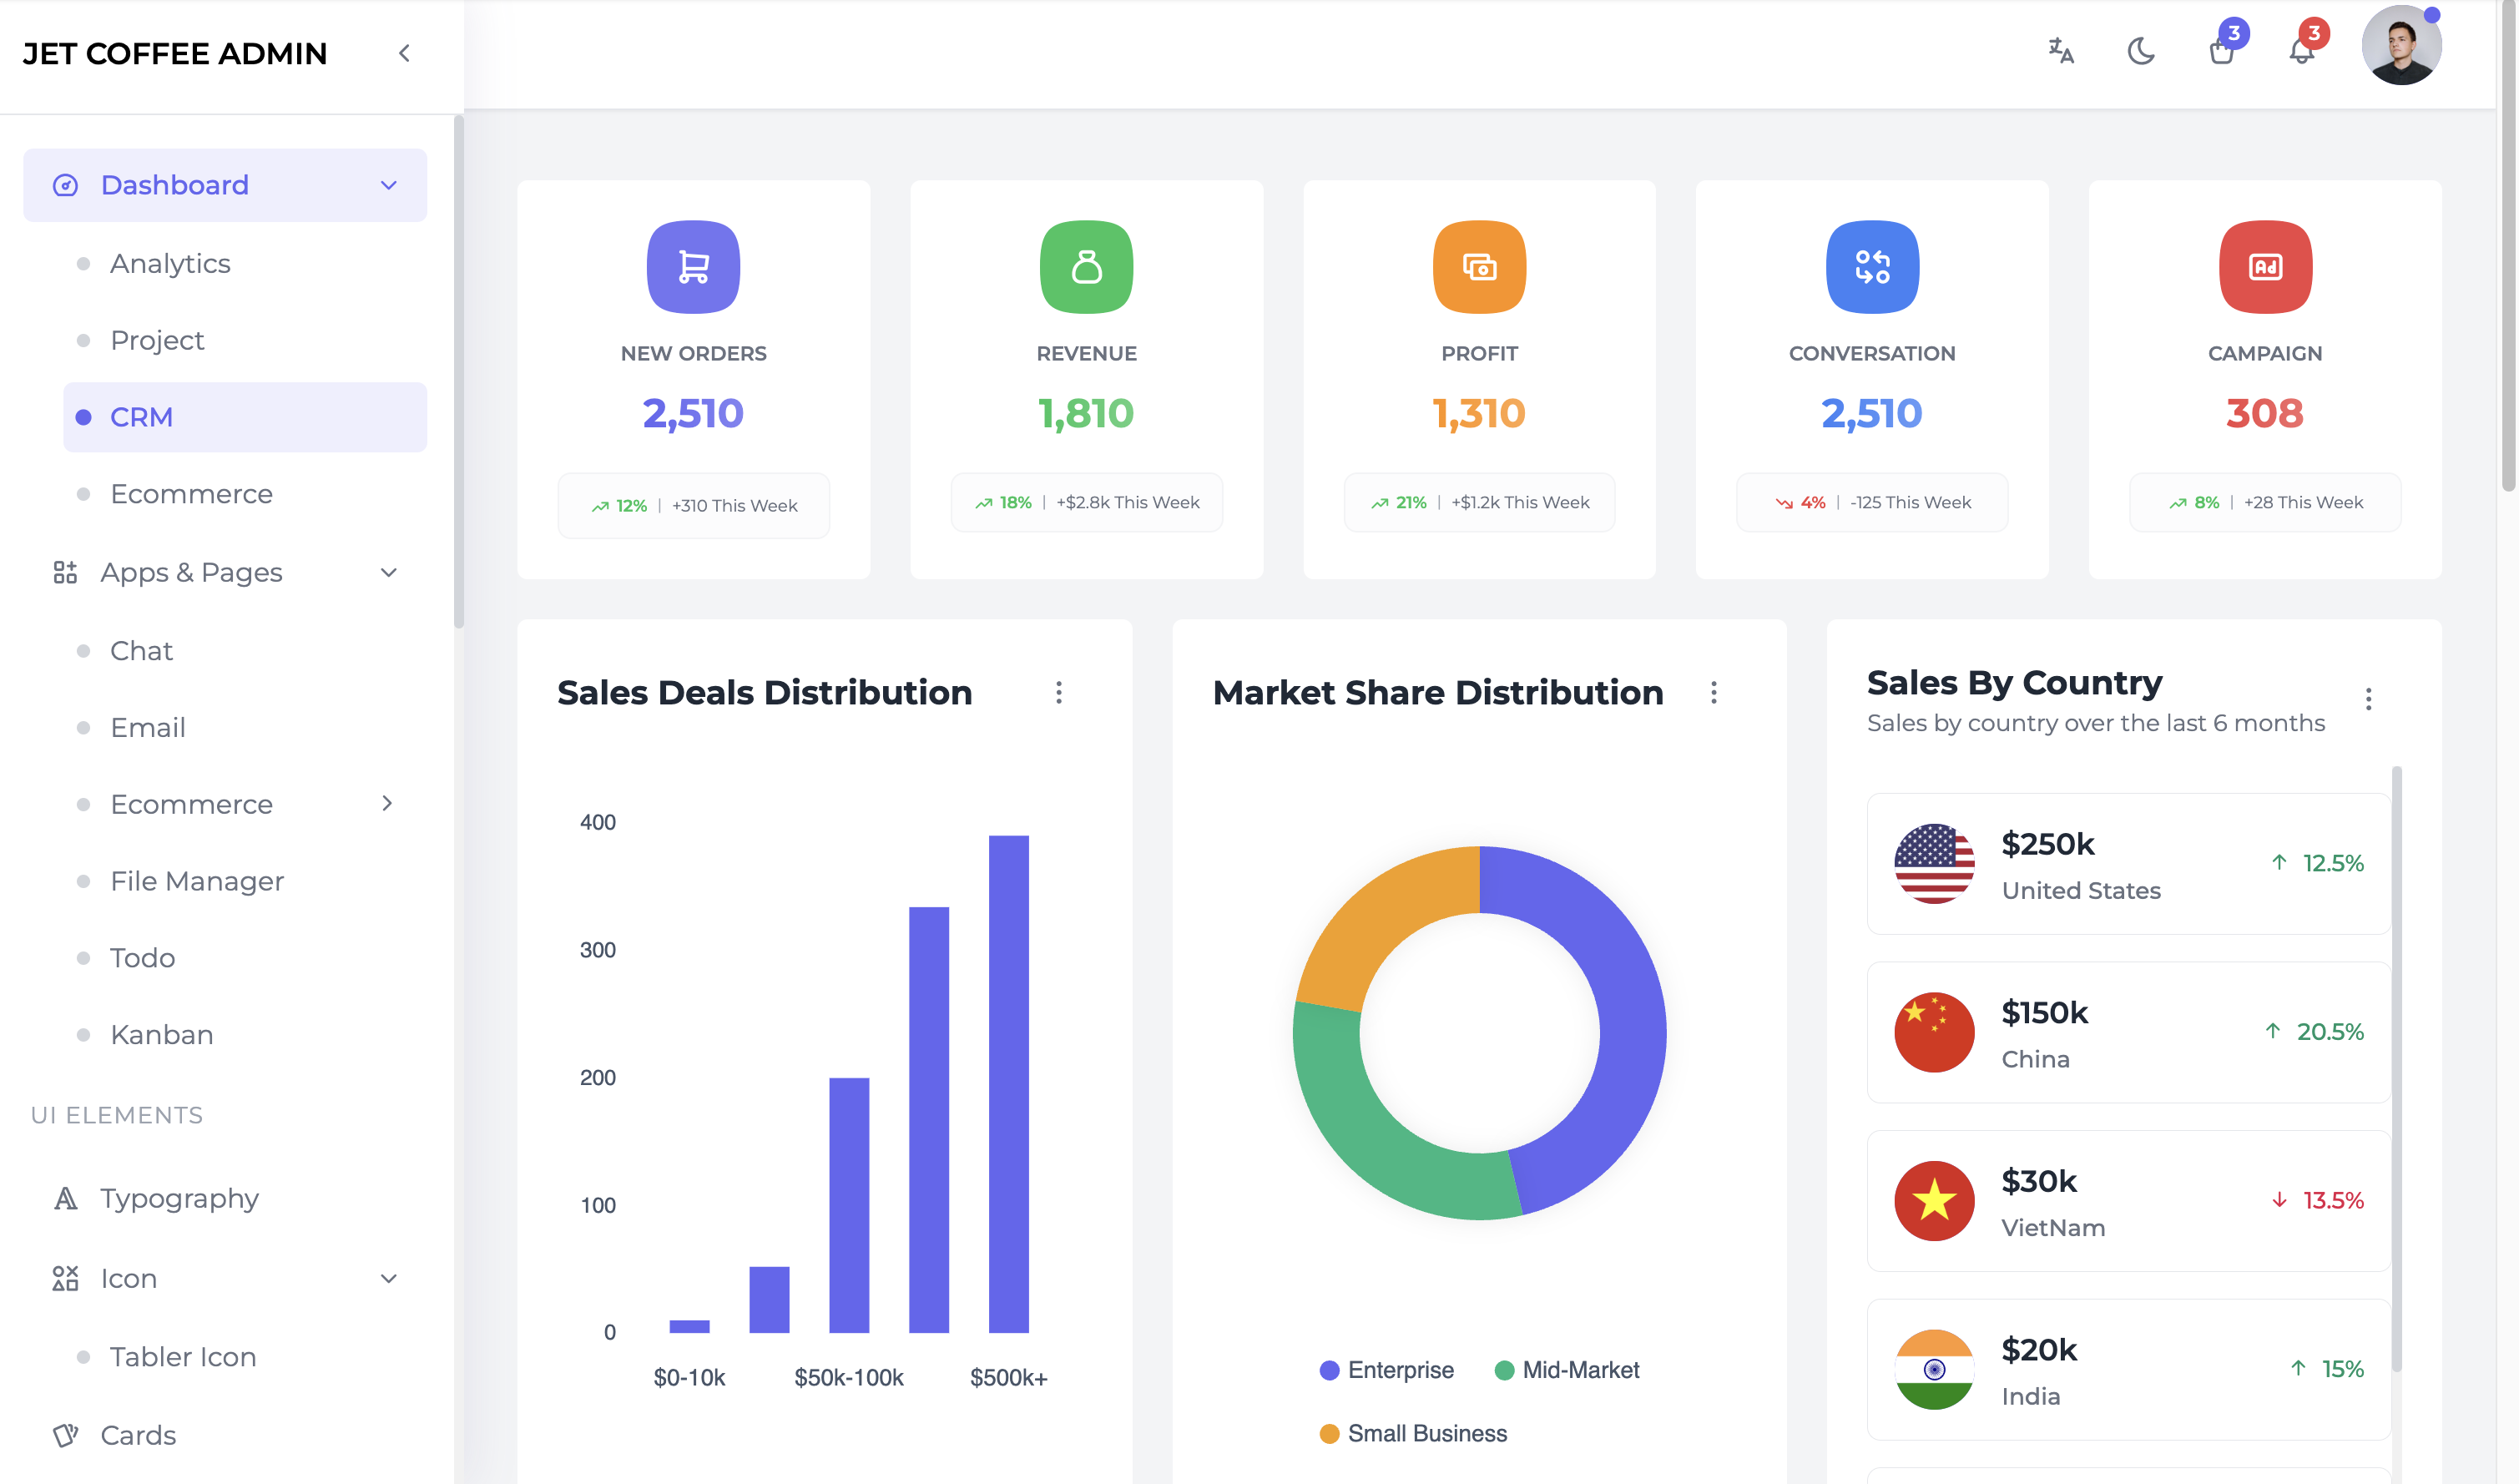 JET COFFEE ADMIN
3
3
Dashboard
Analytics
Project
CRM
Ecommerce
Apps & Pages
Chat
Email
Ecommerce
File Manager
Todo
Kanban
UI ELEMENTS
Typography
Icon
Tabler Icon
Cards
NEW ORDERS
2,510
12% | +310 This Week
REVENUE
1,810
18% | +$2.8k This Week
PROFIT
1,310
21% | +$1.2k This Week
CONVERSATION
2,510
4% | -125 This Week
Ad
CAMPAIGN
308
8% | +28 This Week
Sales Deals Distribution
400
300
200
100
0
$0-10k
$50k-100k
$500k+
Market Share Distribution
Enterprise
Mid-Market
Small Business
Sales By Country
Sales by country over the last 6 months
$250k
United States
12.5%
$150k
China
20.5%
$30k
VietNam
13.5%
$20k
India
15%